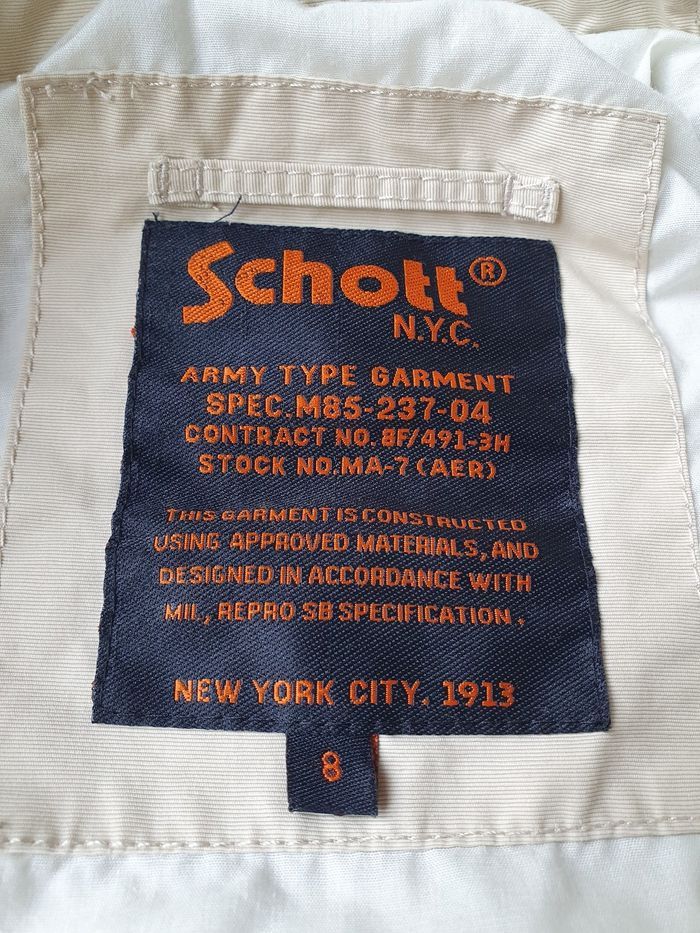 Schott®
N.Y.C.
ARMY TYPE GARMENT
SPEC.M85-237-04
CONTRACT NO. 8F/491-3H
STOCK NO.MA-7 (AER)
THIS GARMENT IS CONSTRUCTED
USING APPROVED MATERIALS, AND
DESIGNED IN ACCORDANCE WITH
MIL, REPRO SB SPECIFICATION.
NEW YORK CITY. 1913
8